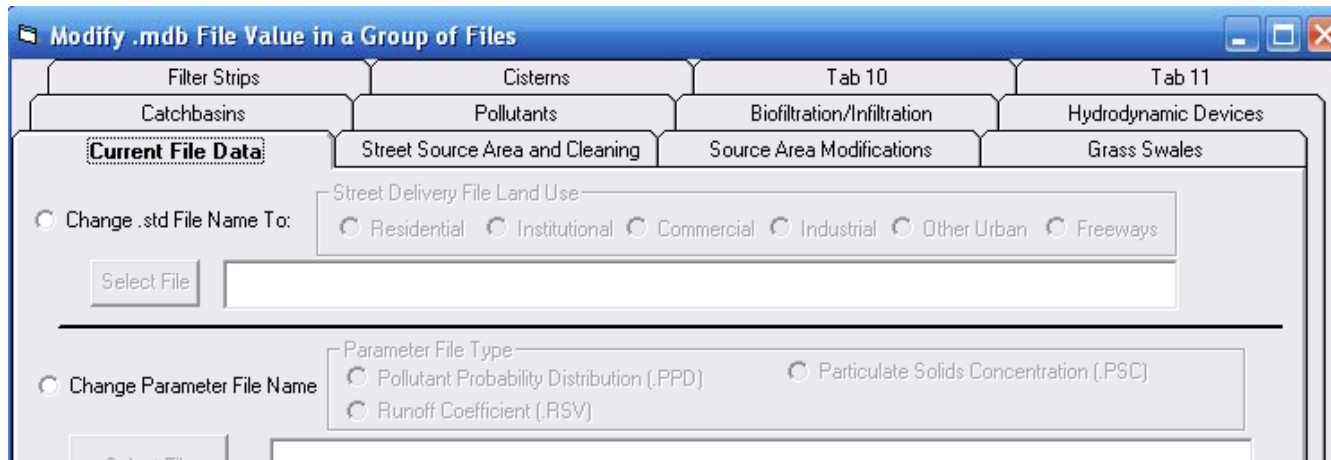 Modify .mdb File Value in a Group of Files
Filter Strips Cisterns Tab 10 Tab 11
Catchbasins Pollutants Biofiltration/Infiltration Hydrodynamic Devices
Current File Data Street Source Area and Cleaning Source Area Modifications Grass Swales
Street Delivery File Land Use
Change .std File Name To: Residential Institutional Commercial Industrial Other Urban Freeways
Select File
Parameter File Type
Change Parameter File Name Pollutant Probability Distribution (.PPD) Particulate Solids Concentration (.PSC)
Runoff Coefficient (.RSV)